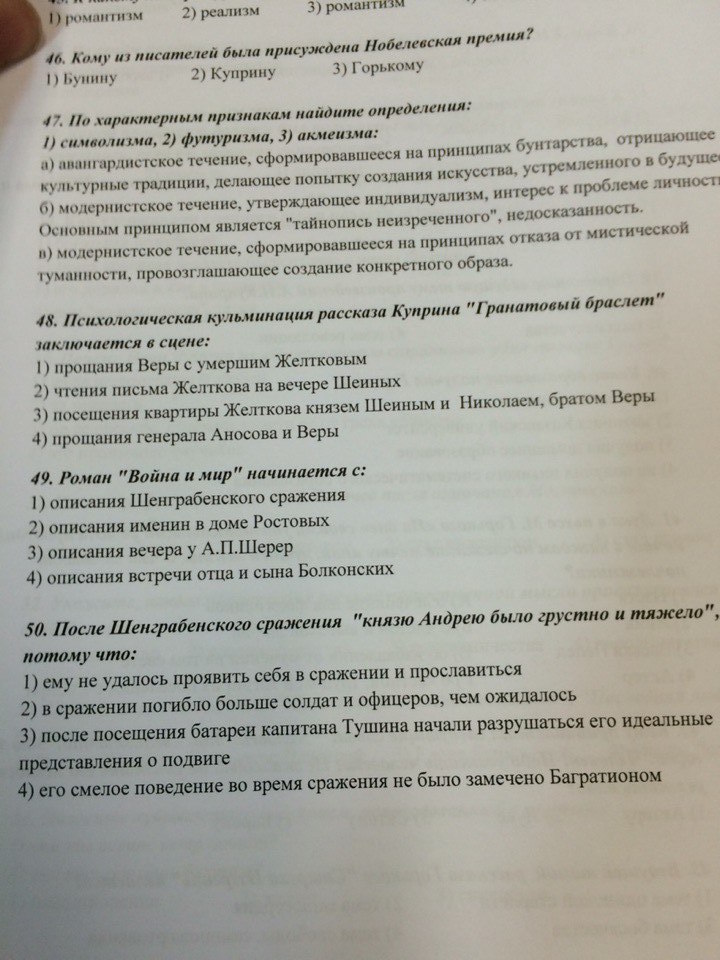 1) романтизм 2) реализм 3) романтизм
46. Кому из писателей была присуждена Нобелевская премия?
1) Бунину 2) Куприну 3) Горькому
47. По характерным признакам найдите определения:
1) символизма, 2) футуризма, 3) акмеизма:
а) авангардистское течение, сформировавшееся на принципах бунтарства, отрицающее
культурные традиции, делающее попытку создания искусства, устремленного в
б) модернистское течение, утверждающее индивидуализм, интерес к проблеме
Основным принципом является "тайнопись неизреченного", недосказанность.
в) модернистское течение, сформировавшееся на принципах отказа от мистической
туманности, провозглашающее создание конкретного образа.
48. Психологическая кульминация рассказа Куприна "Гранатовый браслет"
заключается в сцене:
1) прощания Веры с умершим Желтковым
2) чтения письма Желткова на вечере Шеиных
3) посещения квартиры Желткова князем Шеиным и Николаем, братом Веры
4) прощания генерала Аносова и Веры
49. Роман "Война и мир" начинается с:
1) описания Шенграбенского сражения
2) описания именин в доме Ростовых
3) описания вечера у А.П.Шерер
4) описания встречи отца и сына Болконских
50. После Шенграбенского сражения "князю Андрею было грустно и тяжело",
потому что:
1) ему не удалось проявить себя в сражении и прославиться
2) в сражении погибло больше солдат и офицеров, чем ожидалось
3) после посещения батареи капитана Тушина начали разрушаться его идеальные
представления о подвиге
4) его смелое поведение во время сражения не было замечено Багратионом